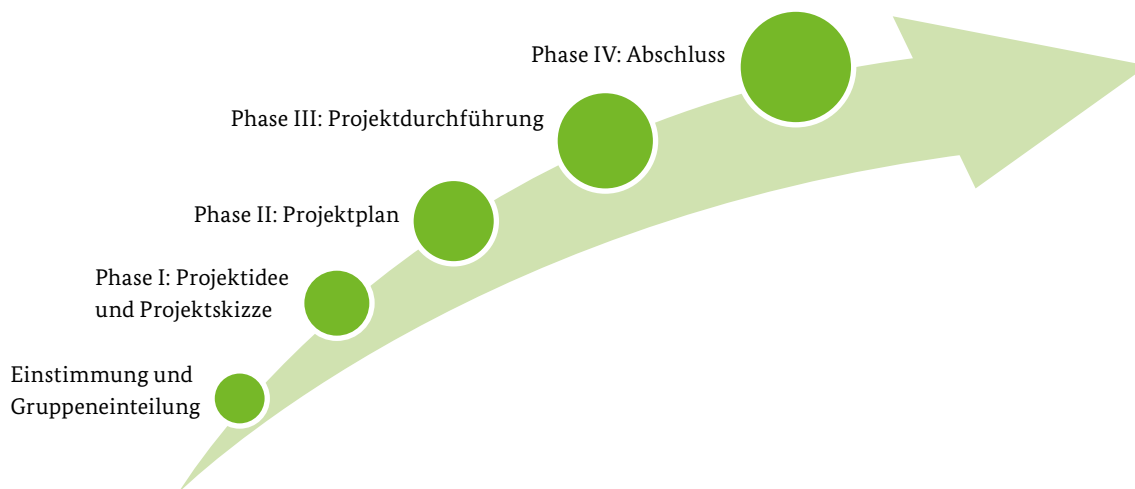 Phase IV: Abschluss
Phase III: Projektdurchführung
Phase II: Projektplan
Phase I: Projektidee
und Projektskizze
Einstimmung und
Gruppeneinteilung